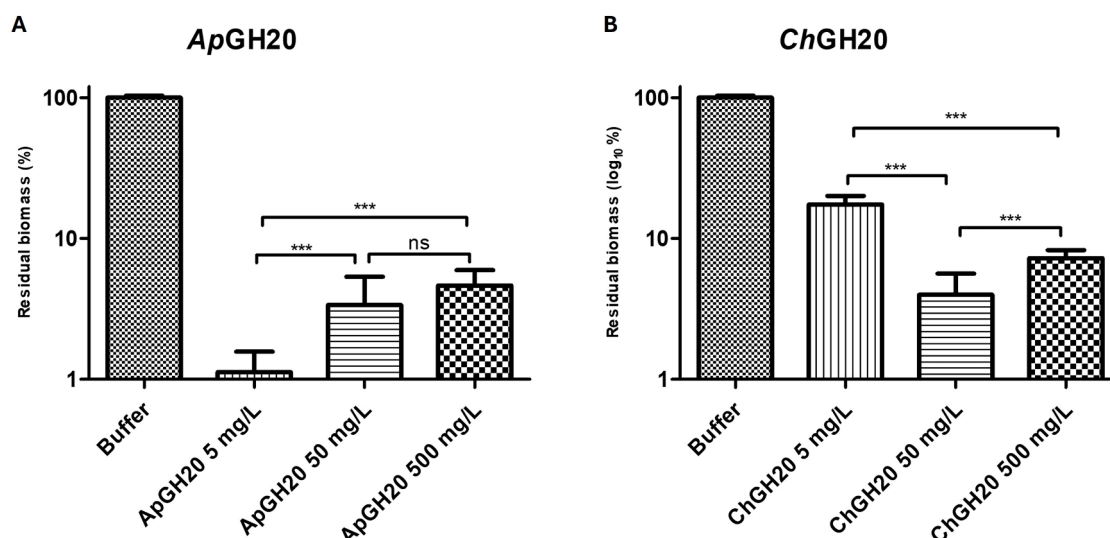 A
ApGH20
Residual biomass (%)
100
10
1
***
***
ns
Buffer
ApGH20 5 mg/L
ApGH20 50 mg/L
ApGH20 500 mg/L
B
ChGH20
Residual biomass (log₁₀ %)
100
10
1
***
***
***
Buffer
ChGH20 5 mg/L
ChGH20 50 mg/L
ChGH20 500 mg/L